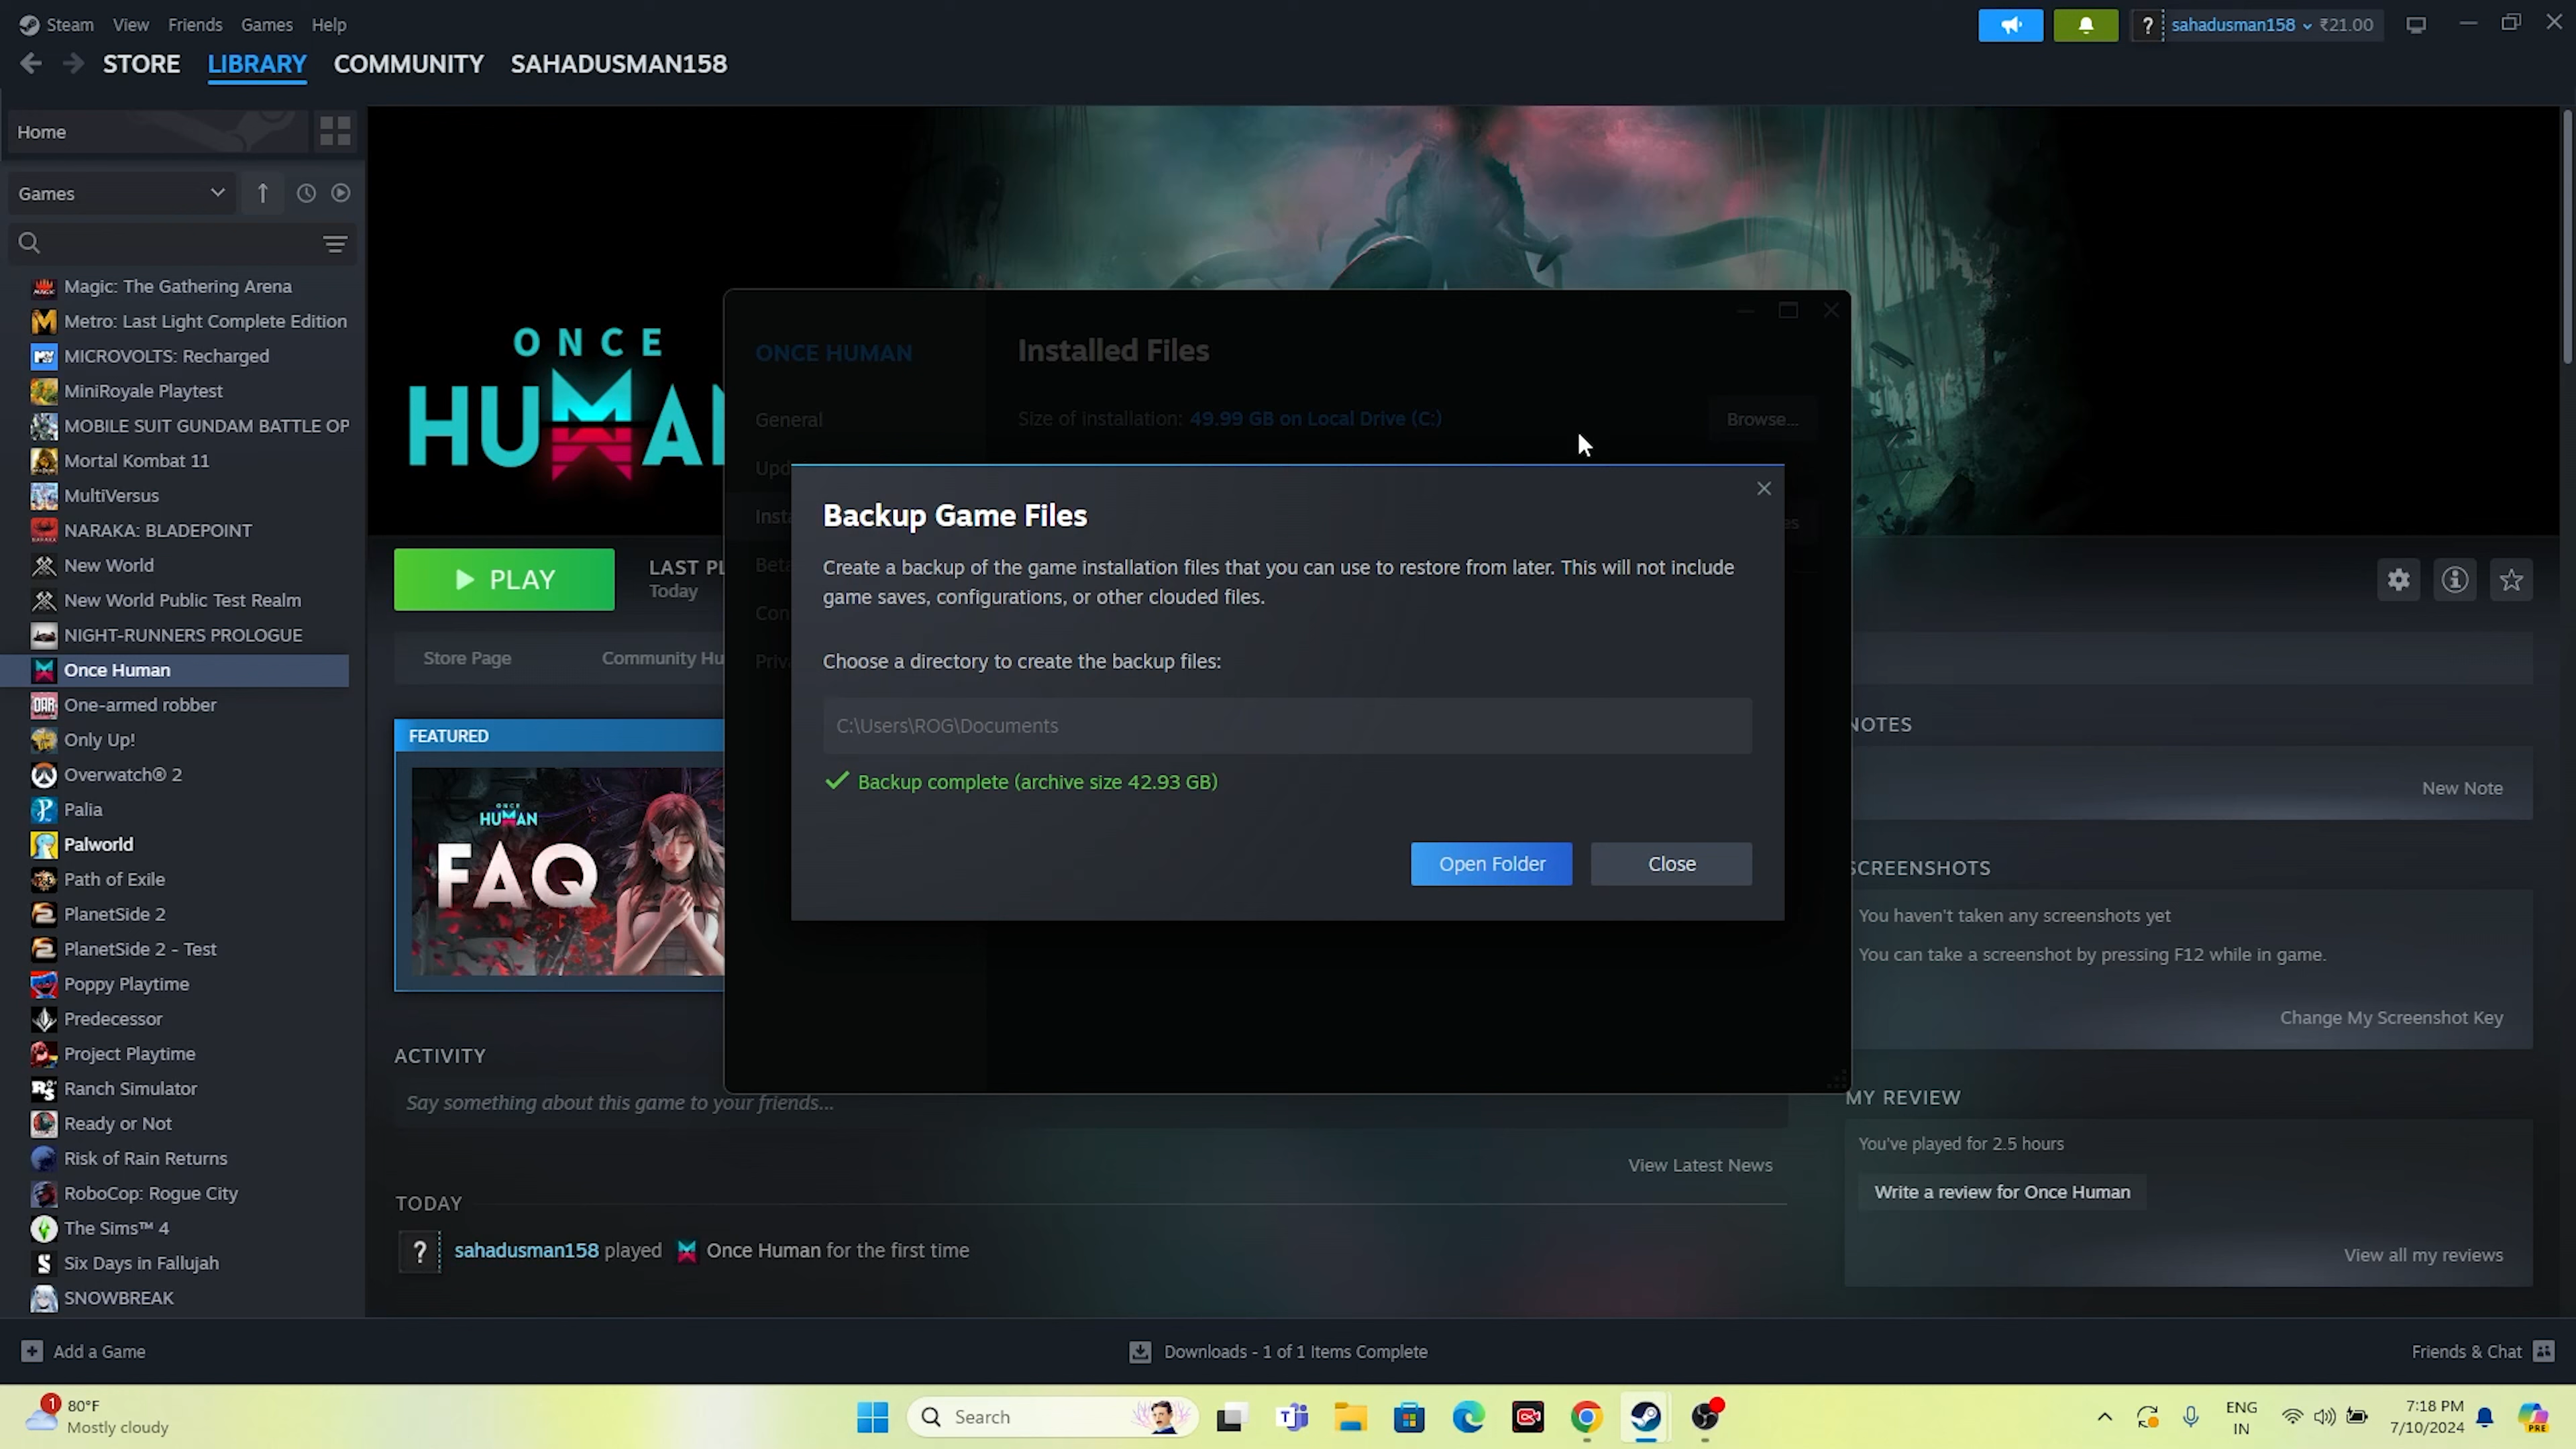 Steam View Friends Games Help
sahadusman158 ₹21.00
STORE LIBRARY COMMUNITY SAHADUSMAN158
Home
Games
Magic: The Gathering Arena
Metro: Last Light Complete Edition
MICROVOLTS: Recharged
MiniRoyale Playtest
MOBILE SUIT GUNDAM BATTLE OP
Mortal Kombat 11
MultiVersus
NARAKA: BLADEPOINT
New World
New World Public Test Realm
NIGHT-RUNNERS PROLOGUE
Once Human
One-armed robber
Only Up!
Overwatch® 2
Palia
Palworld
Path of Exile
PlanetSide 2
PlanetSide 2 - Test
Poppy Playtime
Predecessor
Project Playtime
Ranch Simulator
Ready or Not
Risk of Rain Returns
RoboCop: Rogue City
The Sims™ 4
Six Days in Fallujah
SNOWBREAK
ONCE
HUMAN
PLAY
LAST PL
Today
Store Page Community Hu
FEATURED
ONCE
HUMAN
FAQ
ACTIVITY
Say something about this game to your friends...
View Latest News
TODAY
sahadusman158 played Once Human for the first time
ONCE HUMAN
General
Upd
Insta
Beta
Con
Priv
Installed Files
Size of installation: 49.99 GB on Local Drive (C:)
Browse...
es
Backup Game Files
Create a backup of the game installation files that you can use to restore from later. This will not include
game saves, configurations, or other clouded files.
Choose a directory to create the backup files:
C:\Users\ROG\Documents
Backup complete (archive size 42.93 GB)
Open Folder Close
NOTES
New Note
SCREENSHOTS
You haven't taken any screenshots yet
You can take a screenshot by pressing F12 while in game.
Change My Screenshot Key
MY REVIEW
You've played for 2.5 hours
Write a review for Once Human
View all my reviews
Add a Game
Downloads - 1 of 1 Items Complete
Friends & Chat
1
80°F
Mostly cloudy
Search
ENG
IN
7:18 PM
7/10/2024
PRE